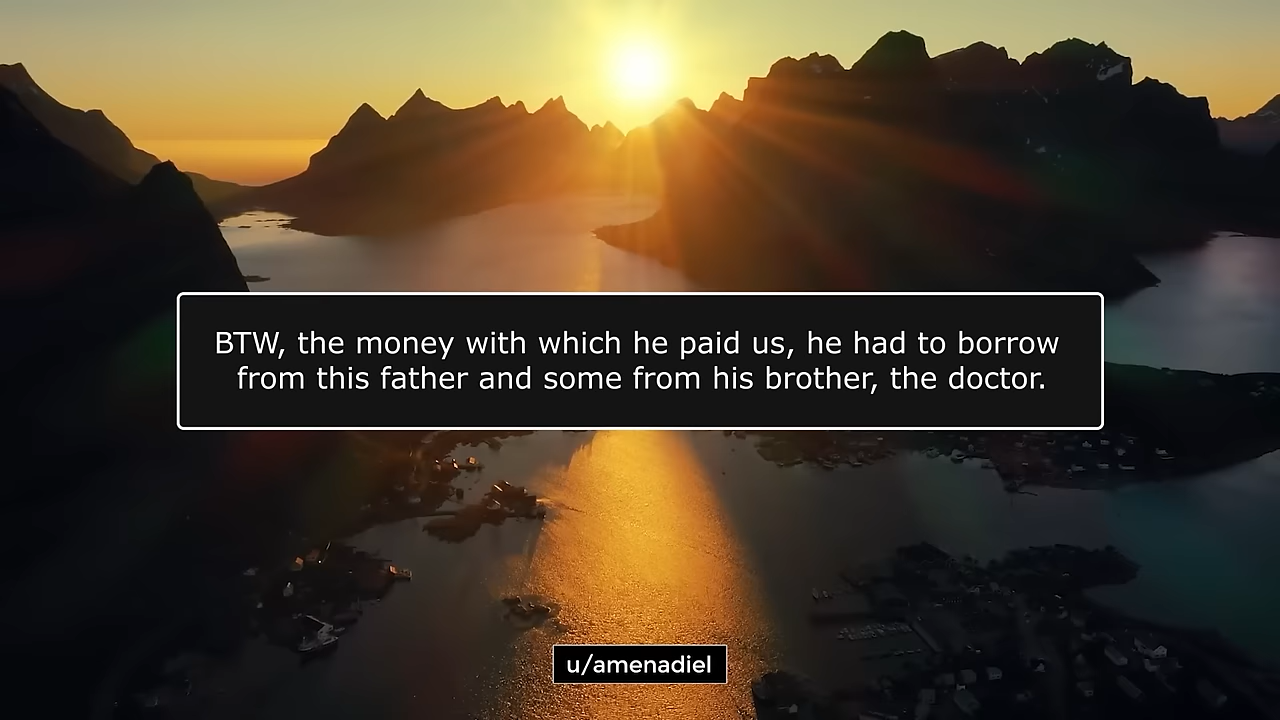 BTW, the money with which he paid us, he had to borrow
from this father and some from his brother, the doctor.
u/amenadiel